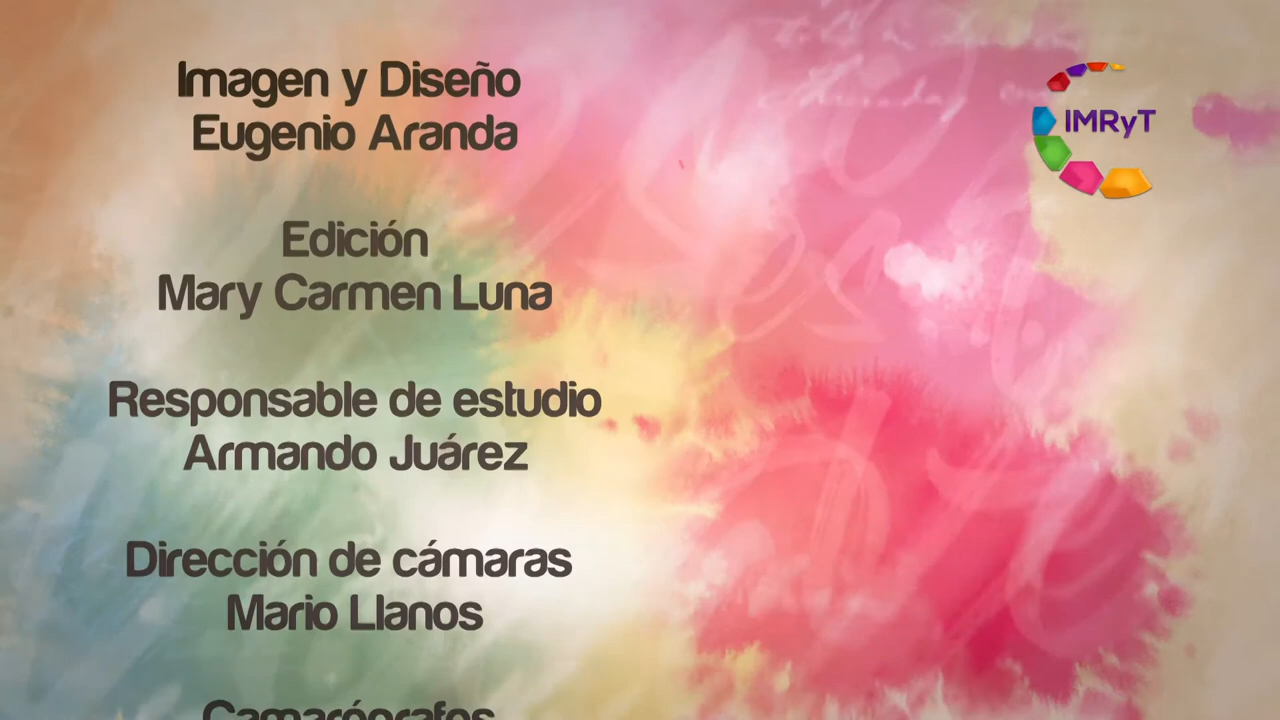 Imagen y Diseño
Eugenio Aranda
IMRyT
Edición
Mary Carmen Luna
Responsable de estudio
Armando Juárez
Dirección de cámaras
Mario Llanos
Camarógrafos